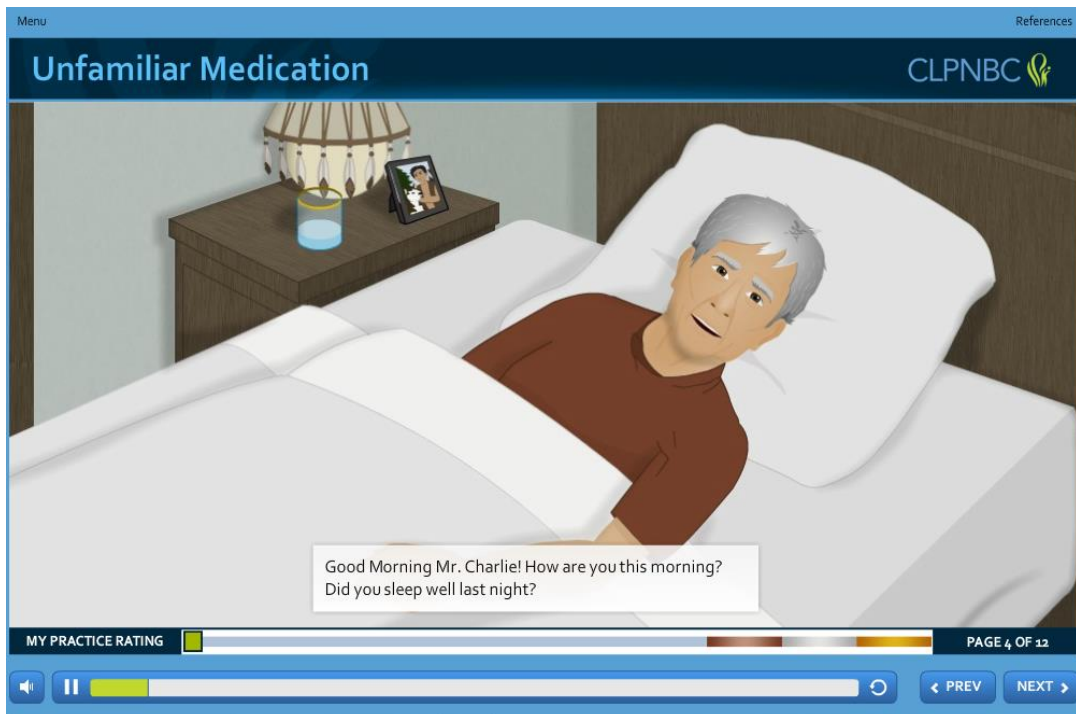 Menu
References
Unfamiliar Medication
CLPNBC
Good Morning Mr. Charlie! How are you this morning?
Did you sleep well last night?
MY PRACTICE RATING
PAGE 4 OF 12
PREV
NEXT